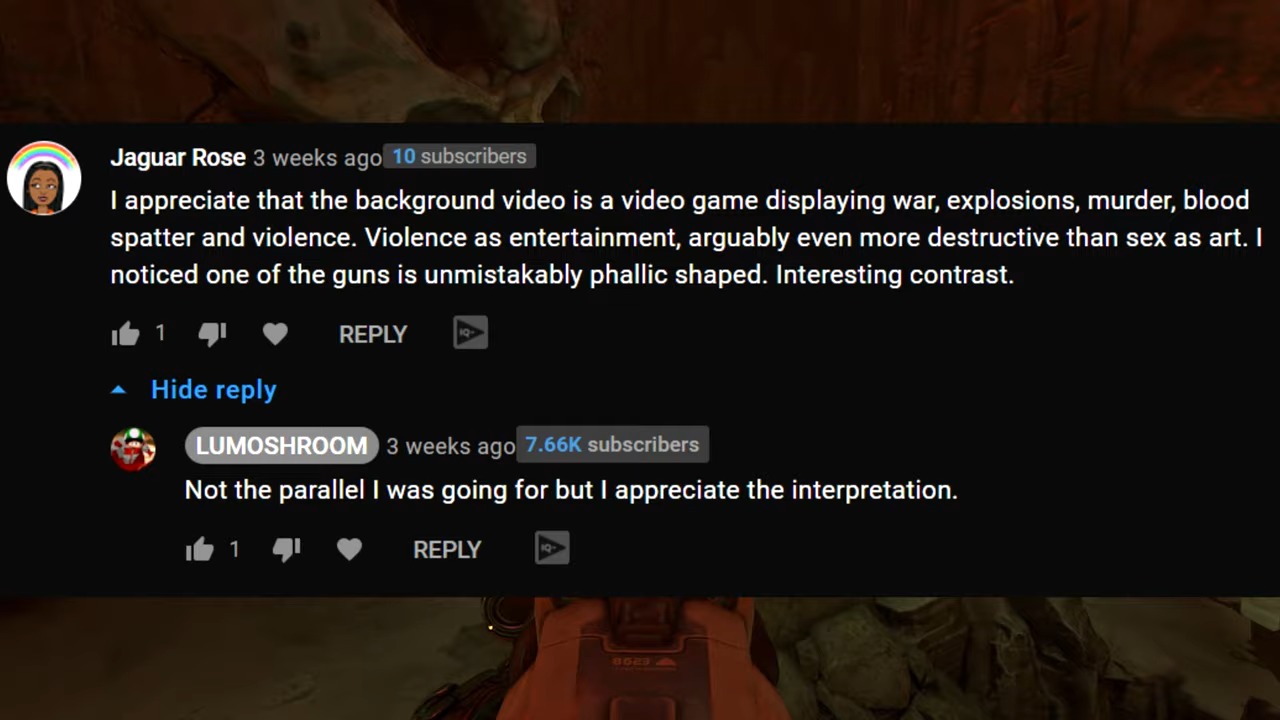 Jaguar Rose 3 weeks ago 10 subscribers
I appreciate that the background video is a video game displaying war, explosions, murder, blood
spatter and violence. Violence as entertainment, arguably even more destructive than sex as art. I
noticed one of the guns is unmistakably phallic shaped. Interesting contrast.
1 REPLY IQ
Hide reply
LUMOSHROOM 3 weeks ago 7.66K subscribers
Not the parallel I was going for but I appreciate the interpretation.
1 REPLY IQ